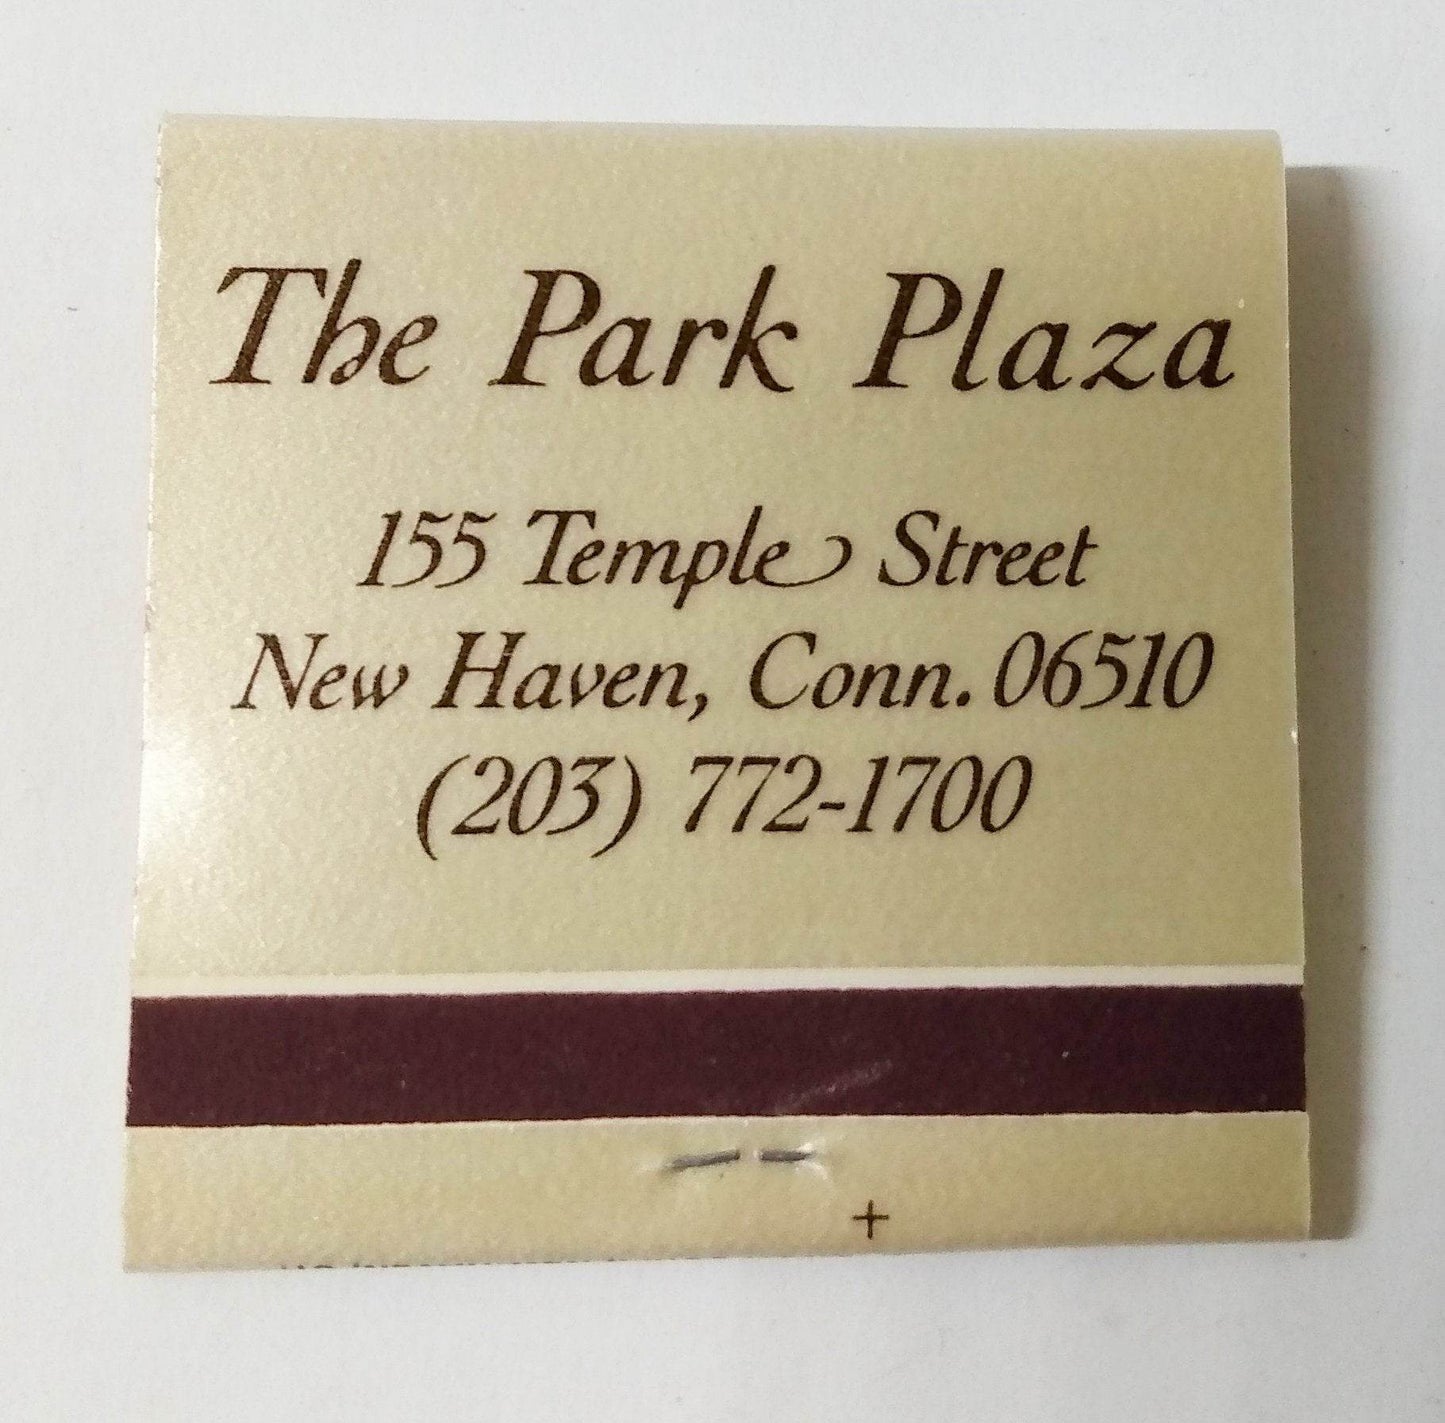 The Park Plaza
155 Temple Street
New Haven, Conn. 06510
(203) 772-1700
+